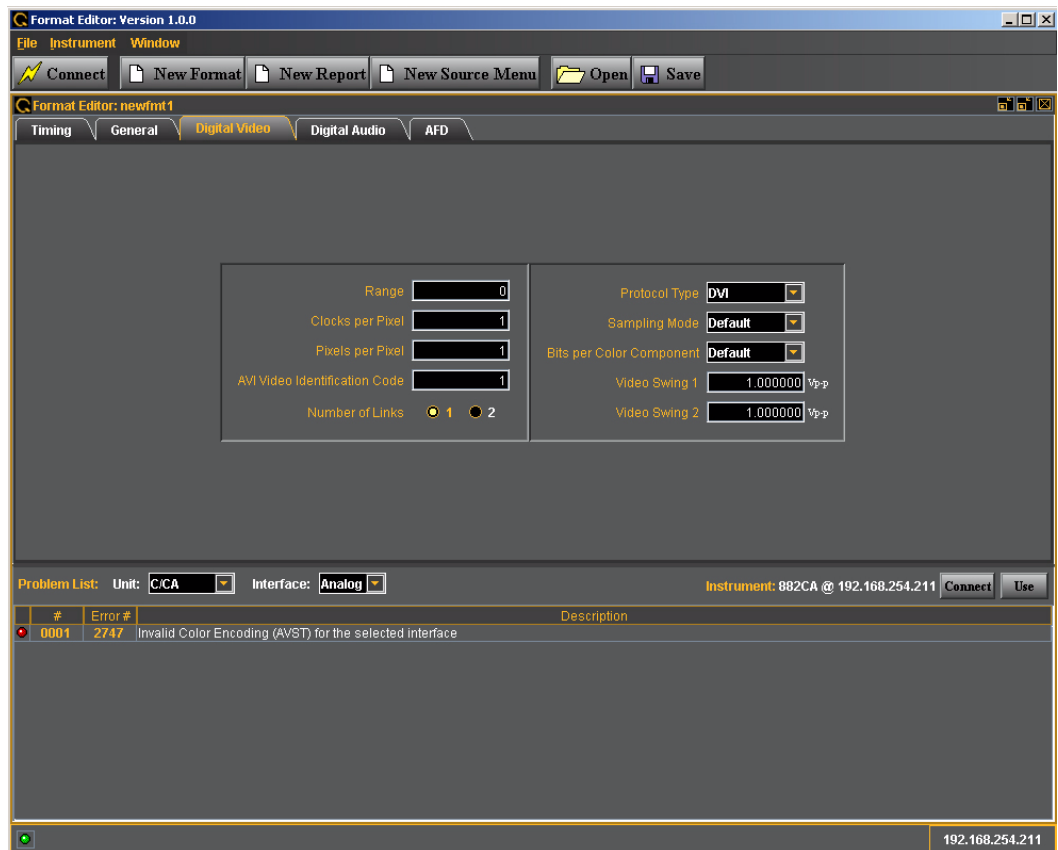 Format Editor: Version 1.0.0
File Instrument Window
Connect New Format New Report New Source Menu Open Save
Format Editor: newfmt1
Timing General Digital Video Digital Audio AFD
Range 0
Clocks per Pixel 1
Pixels per Pixel 1
AVI Video Identification Code 1
Number of Links 1 2
Protocol Type DVI
Sampling Mode Default
Bits per Color Component Default
Video Swing 1 1.000000 Vp-p
Video Swing 2 1.000000 Vp-p
Problem List: Unit: C/CA Interface: Analog Instrument: 882CA @ 192.168.254.211 Connect Use
# Error # Description
0001 2747 Invalid Color Encoding (AVST) for the selected interface
192.168.254.211